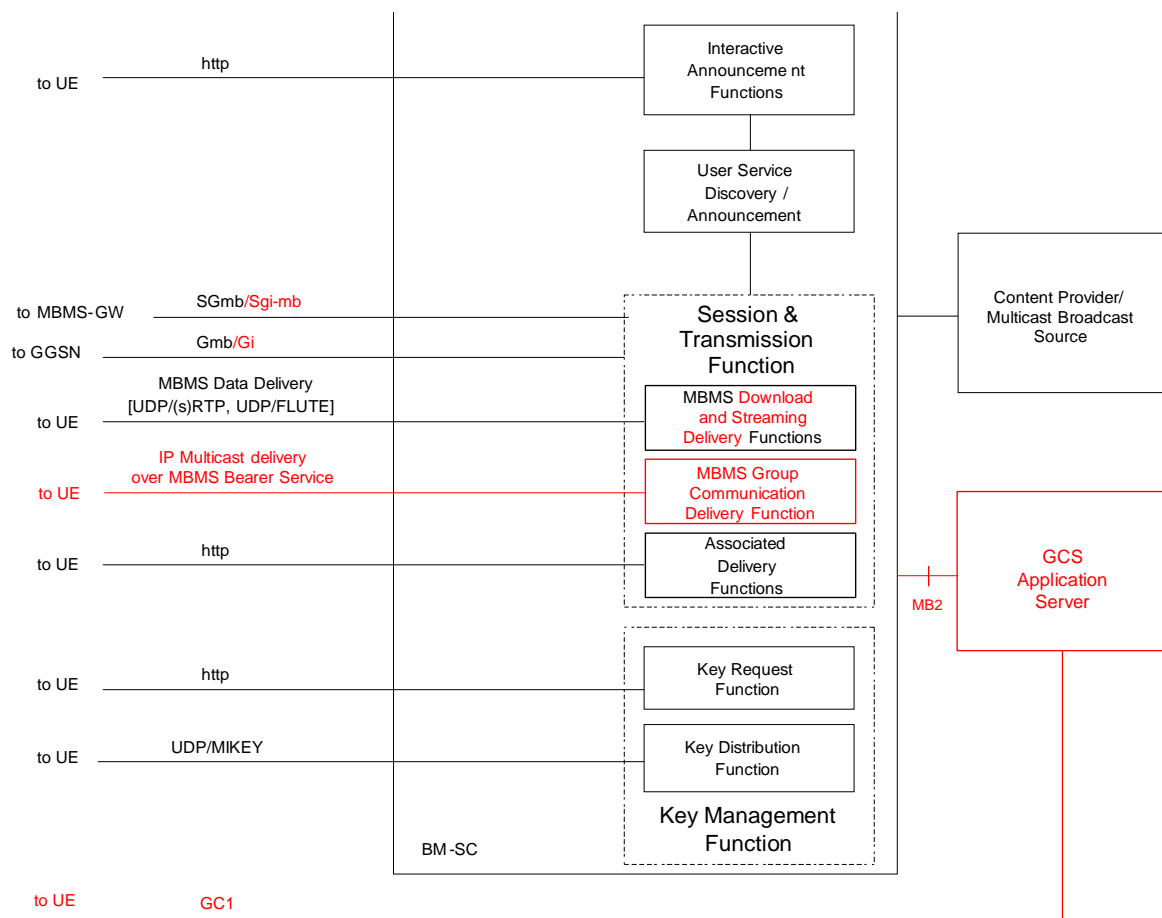 http
to UE
Interactive
Announcement
Functions
User Service
Discovery /
Announcement
SGmb/Sgi-mb
to MBMS-GW
Gmb/Gi
to GGSN
Session &
Transmission
Function
Content Provider/
Multicast Broadcast
Source
MBMS Data Delivery
[UDP/(s)RTP, UDP/FLUTE]
to UE
MBMS Download
and Streaming
Delivery Functions
IP Multicast delivery
over MBMS Bearer Service
to UE
MBMS Group
Communication
Delivery Function
http
to UE
Associated
Delivery
Functions
MB2
GCS
Application
Server
http
to UE
Key Request
Function
UDP/MIKEY
to UE
Key Distribution
Function
Key Management
Function
BM-SC
to UE
GC1